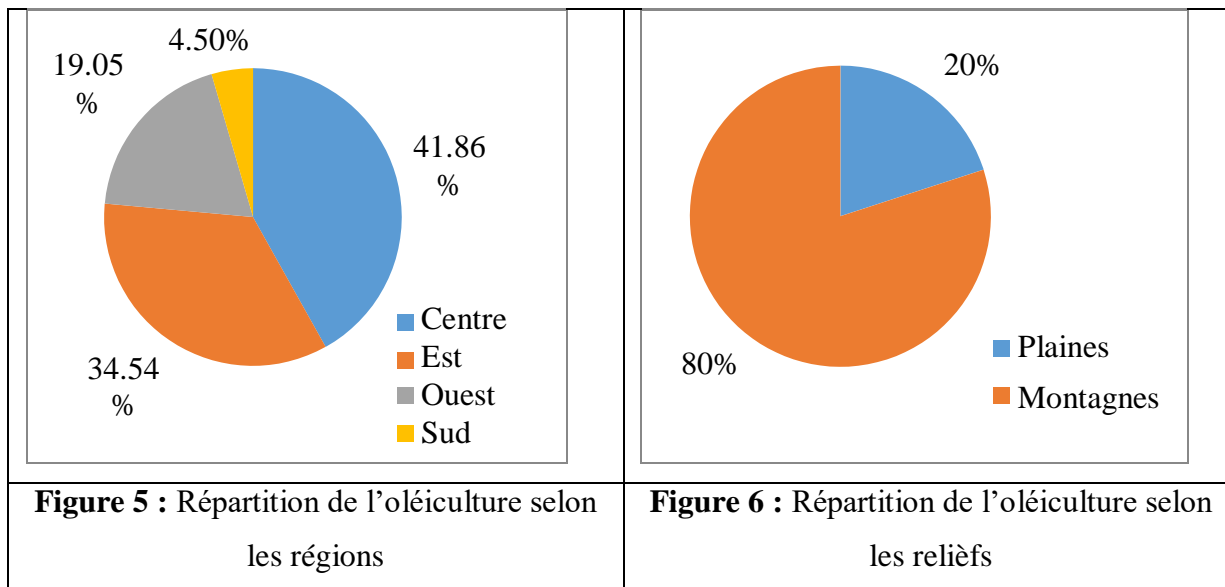 4.50%
19.05
%
41.86
%
34.54
%
Centre
Est
Ouest
Sud
Figure 5 : Répartition de l’oléiculture selon
les régions
20%
80%
Plaines
Montagnes
Figure 6 : Répartition de l’oléiculture selon
les relièfs